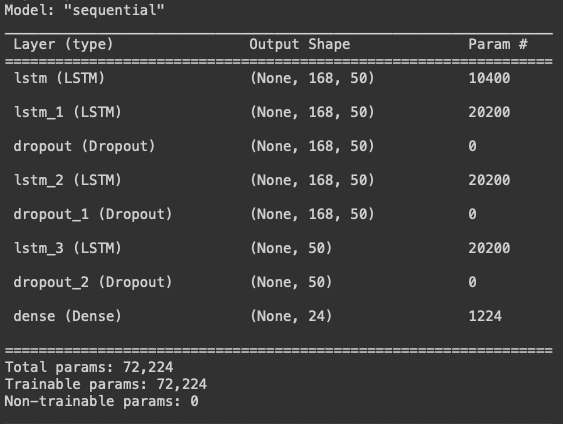 Model: "sequential"
Layer (type) Output Shape Param #
lstm (LSTM) (None, 168, 50) 10400
lstm_1 (LSTM) (None, 168, 50) 20200
dropout (Dropout) (None, 168, 50) 0
lstm_2 (LSTM) (None, 168, 50) 20200
dropout_1 (Dropout) (None, 168, 50) 0
lstm_3 (LSTM) (None, 50) 20200
dropout_2 (Dropout) (None, 50) 0
dense (Dense) (None, 24) 1224
Total params: 72,224
Trainable params: 72,224
Non-trainable params: 0